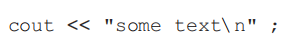 cout << "some text\n" ;